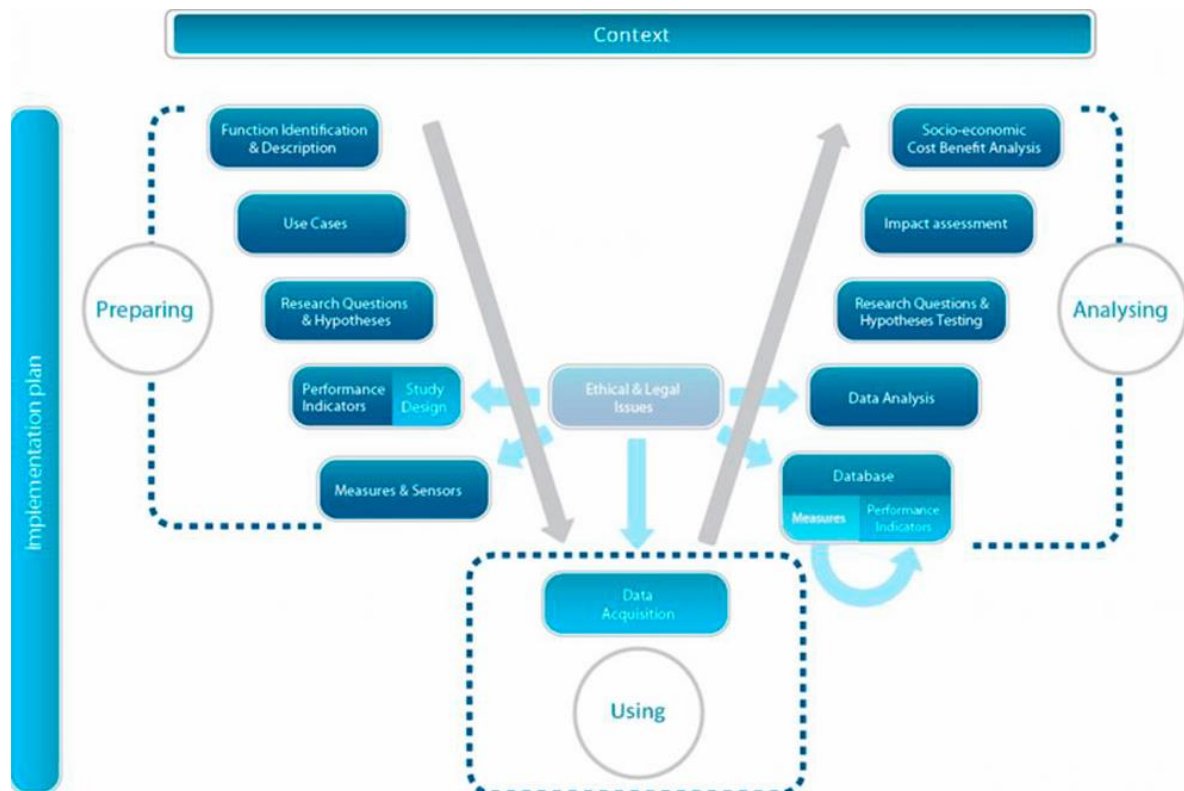 Context
Implementation plan
Preparing
Function Identification
& Description
Use Cases
Research Questions
& Hypotheses
Performance
Indicators
Study
Design
Measures & Sensors
Ethical & Legal
Issues
Data
Acquisition
Using
Socio-economic
Cost Benefit Analysis
Impact assessment
Research Questions &
Hypotheses Testing
Data Analysis
Database
Measures
Performance
Indicators
Analysing